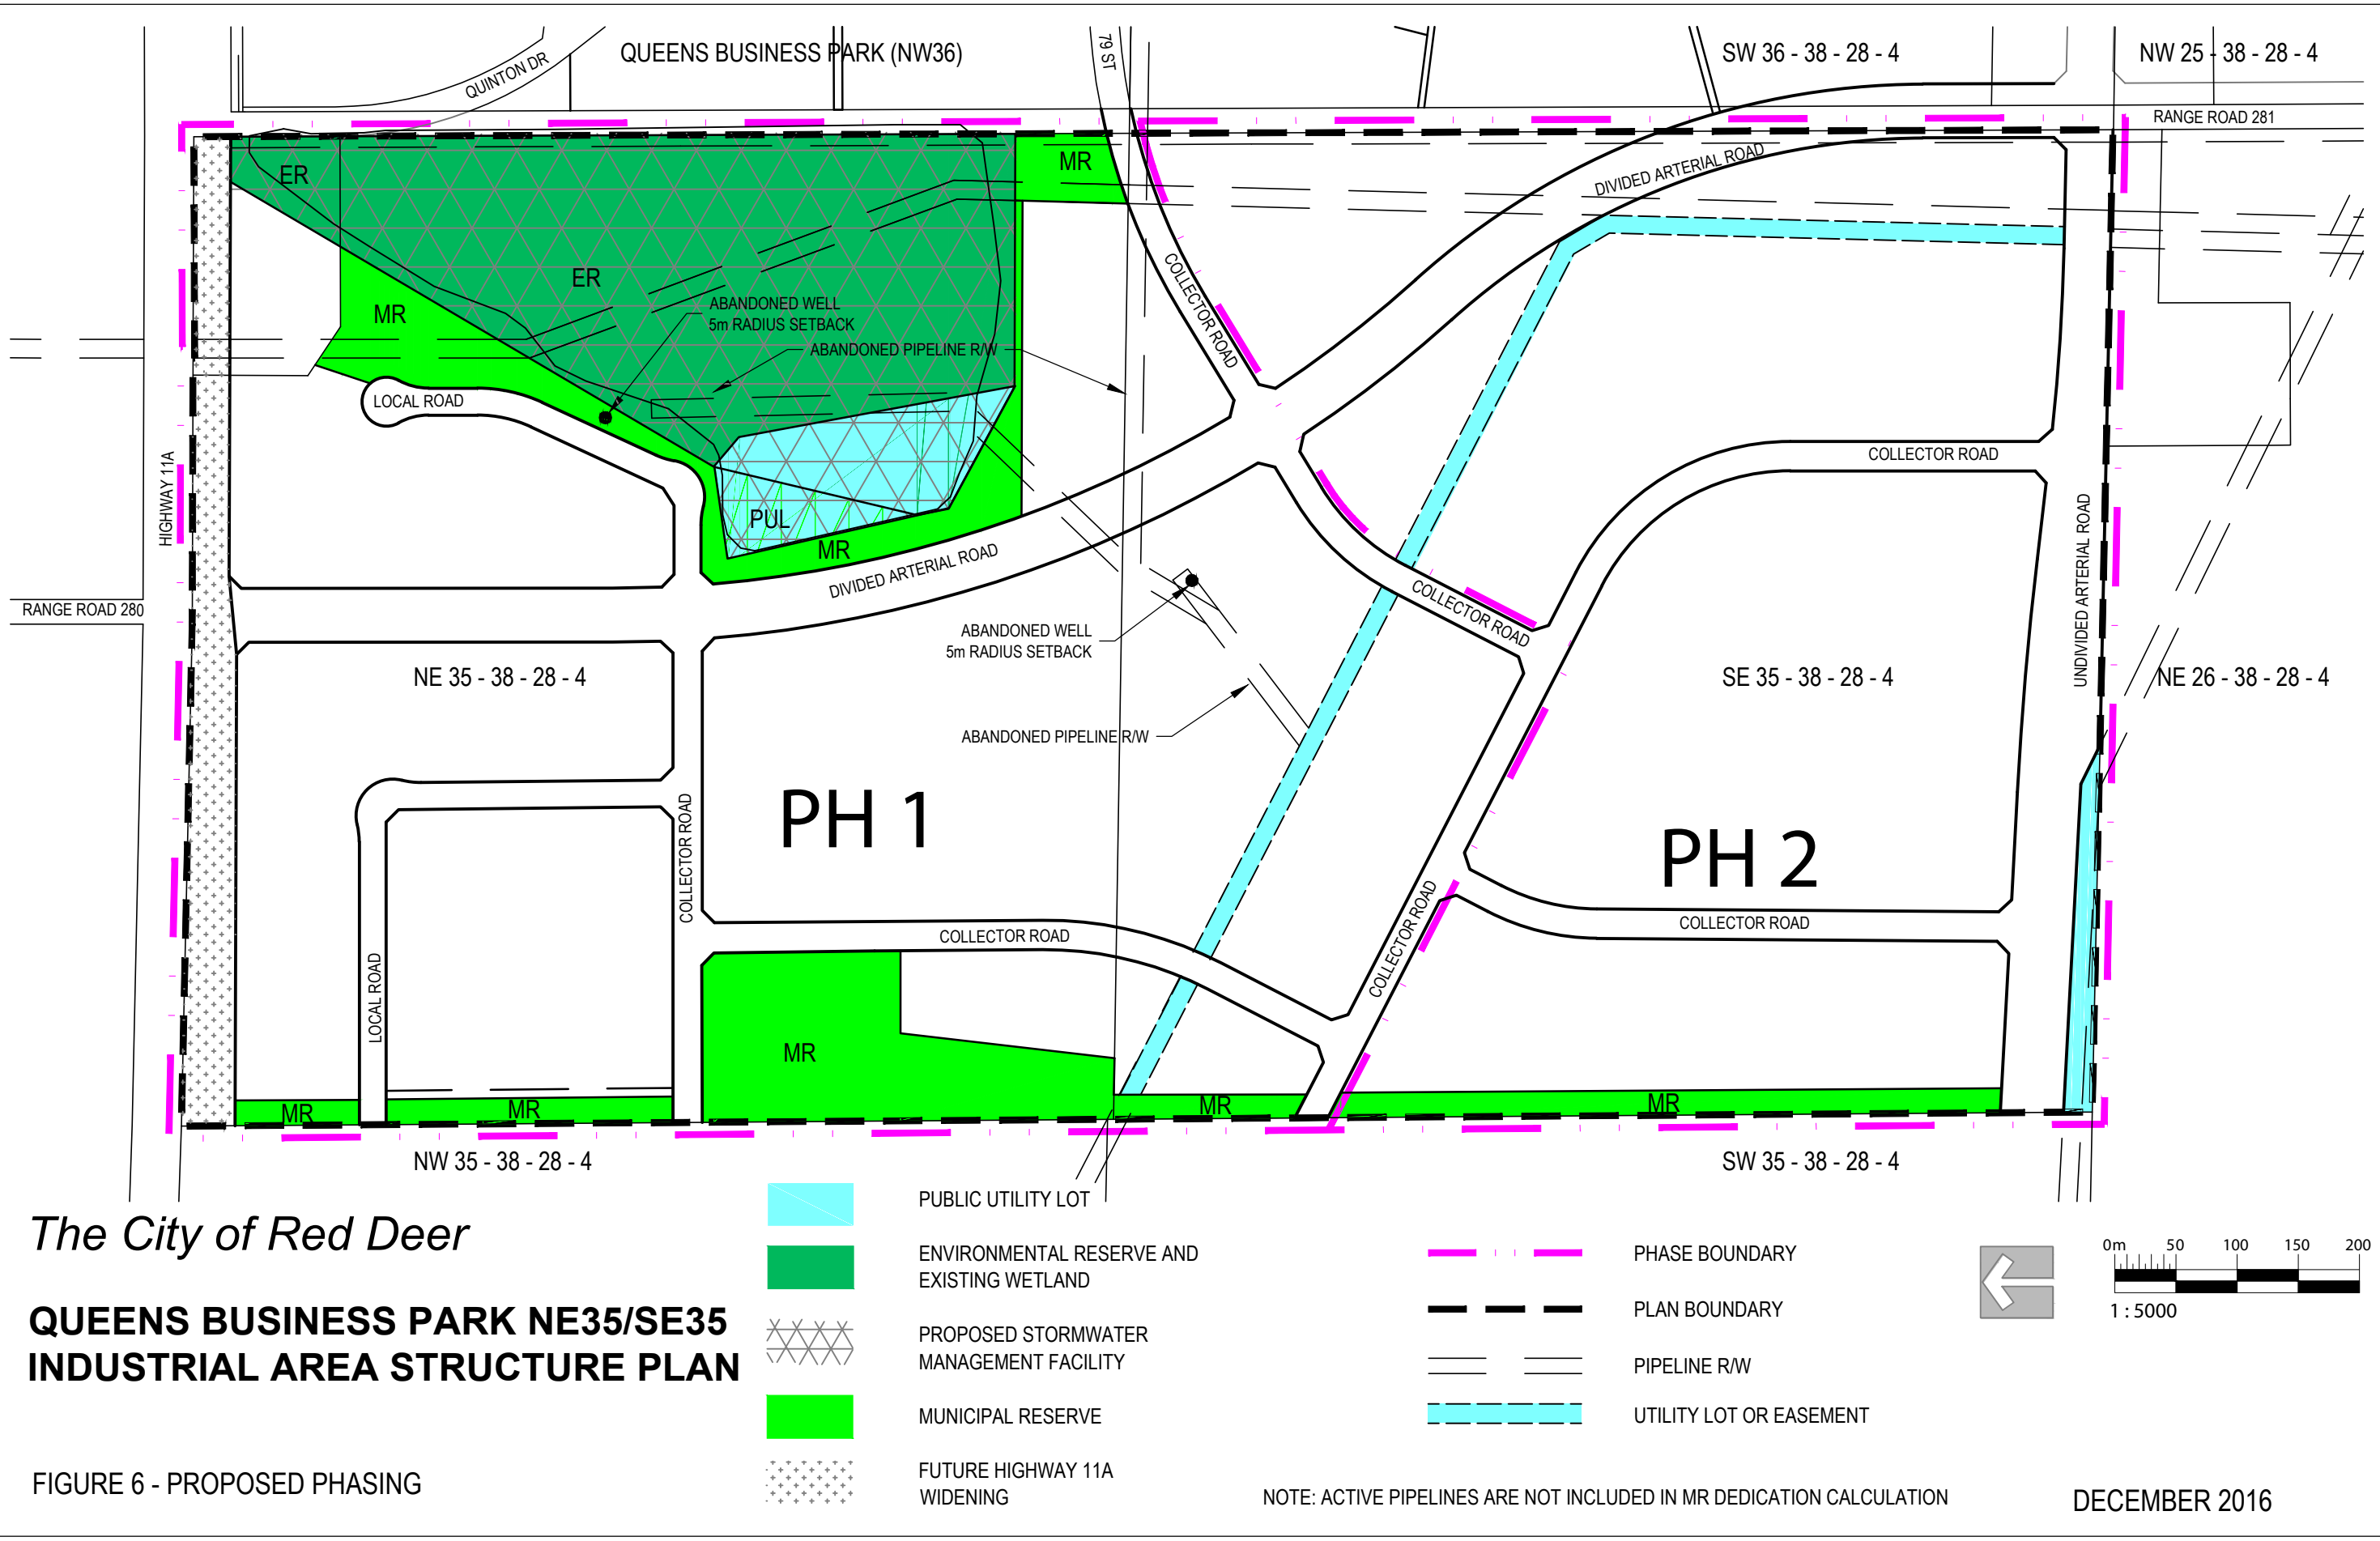 QUEENS BUSINESS PARK (NW36)
79 ST
SW 36 - 38 - 28 - 4
NW 25 - 38 - 28 - 4
QUINTON DR
RANGE ROAD 281
MR
DIVIDED ARTERIAL ROAD
ER
ER
COLLECTOR ROAD
MR
ABANDONED WELL
5m RADIUS SETBACK
ABANDONED PIPELINE R/W
LOCAL ROAD
COLLECTOR ROAD
HIGHWAY 11A
PUL
MR
DIVIDED ARTERIAL ROAD
UNDIVIDED ARTERIAL ROAD
RANGE ROAD 280
COLLECTOR ROAD
ABANDONED WELL
5m RADIUS SETBACK
NE 35 - 38 - 28 - 4
SE 35 - 38 - 28 - 4
NE 26 - 38 - 28 - 4
ABANDONED PIPELINE R/W
PH 1
PH 2
COLLECTOR ROAD
COLLECTOR ROAD
COLLECTOR ROAD
COLLECTOR ROAD
LOCAL ROAD
MR
MR
MR
MR
MR
NW 35 - 38 - 28 - 4
SW 35 - 38 - 28 - 4
The City of Red Deer
QUEENS BUSINESS PARK NE35/SE35
INDUSTRIAL AREA STRUCTURE PLAN
FIGURE 6 - PROPOSED PHASING
PUBLIC UTILITY LOT
ENVIRONMENTAL RESERVE AND
EXISTING WETLAND
PROPOSED STORMWATER
MANAGEMENT FACILITY
MUNICIPAL RESERVE
FUTURE HIGHWAY 11A
WIDENING
PHASE BOUNDARY
PLAN BOUNDARY
PIPELINE R/W
UTILITY LOT OR EASEMENT
0m 50 100 150 200
1 : 5000
NOTE: ACTIVE PIPELINES ARE NOT INCLUDED IN MR DEDICATION CALCULATION
DECEMBER 2016